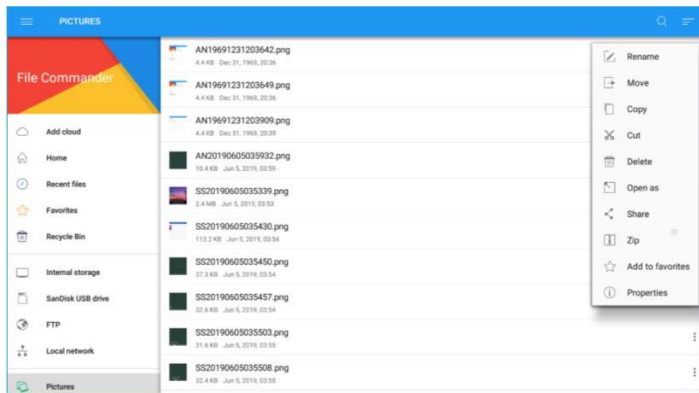 PICTURES
File Commander
Add cloud
Home
Recent files
Favorites
Recycle Bin
Internal storage
SanDisk USB drive
FTP
Local network
Pictures
AN19691231203642.png
4.4 KB Dec 31, 1969, 20:36
AN19691231203649.png
4.4 KB Dec 31, 1969, 20:36
AN19691231203909.png
4.4 KB Dec 31, 1969, 20:39
AN20190605035932.png
10.4 KB Jun 5, 2019, 03:59
SS20190605035339.png
2.4 MB Jun 5, 2019, 03:53
SS20190605035430.png
113.2 KB Jun 5, 2019, 03:54
SS20190605035450.png
37.3 KB Jun 5, 2019, 03:54
SS20190605035457.png
32.6 KB Jun 5, 2019, 03:54
SS20190605035503.png
31.6 KB Jun 5, 2019, 03:55
SS20190605035508.png
32.4 KB Jun 5, 2019, 03:55
Rename
Move
Copy
Cut
Delete
Open as
Share
Zip
Add to favorites
Properties